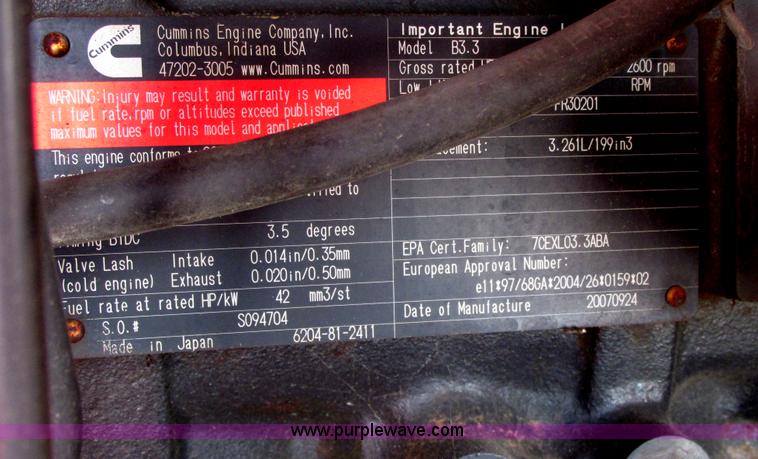 Cummins
Cummins Engine Company, Inc.
Columbus, Indiana USA
47202-3005 www.Cummins.com
WARNING: Injury may result and warranty is voided
if fuel rate, rpm or altitudes exceed published
maximum values for this model and
This engine conforms to
to
BTDC 3.5 degrees
Valve Lash Intake 0.014in/0.35mm
(cold engine) Exhaust 0.020in/0.50mm
Fuel rate at rated HP/kW 42 mm3/st
S.O.# S094704
Made in Japan 6204-81-2411
Important Engine
Model B3.3
Gross rated 2600 rpm
Low RPM
FR30201
3.261L/199in3
EPA Cert.Family: 7CEXL03.3ABA
European Approval Number:
e11*97/68GA*2004/26*0159*02
Date of Manufacture 20070924
www.purplewave.com